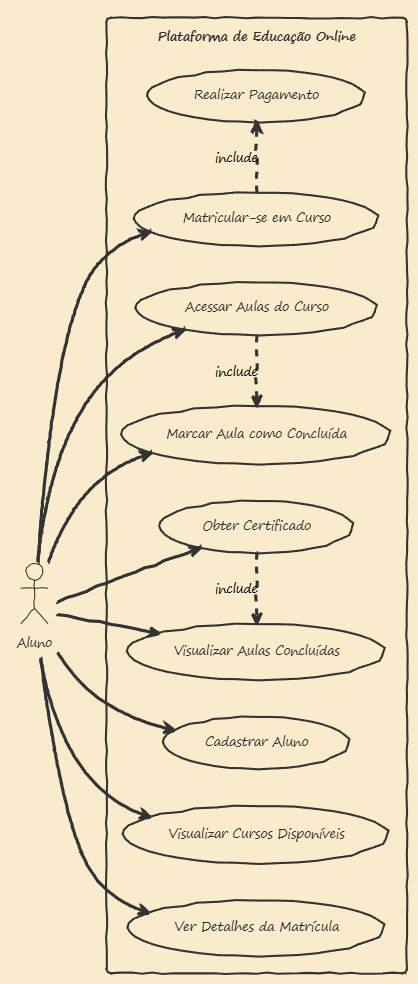 Plataforma de Educação Online
Realizar Pagamento
include
Matricular-se em Curso
Acessar Aulas do Curso
include
Marcar Aula como Concluída
Obter Certificado
include
Aluno
Visualizar Aulas Concluídas
Cadastrar Aluno
Visualizar Cursos Disponíveis
Ver Detalhes da Matrícula